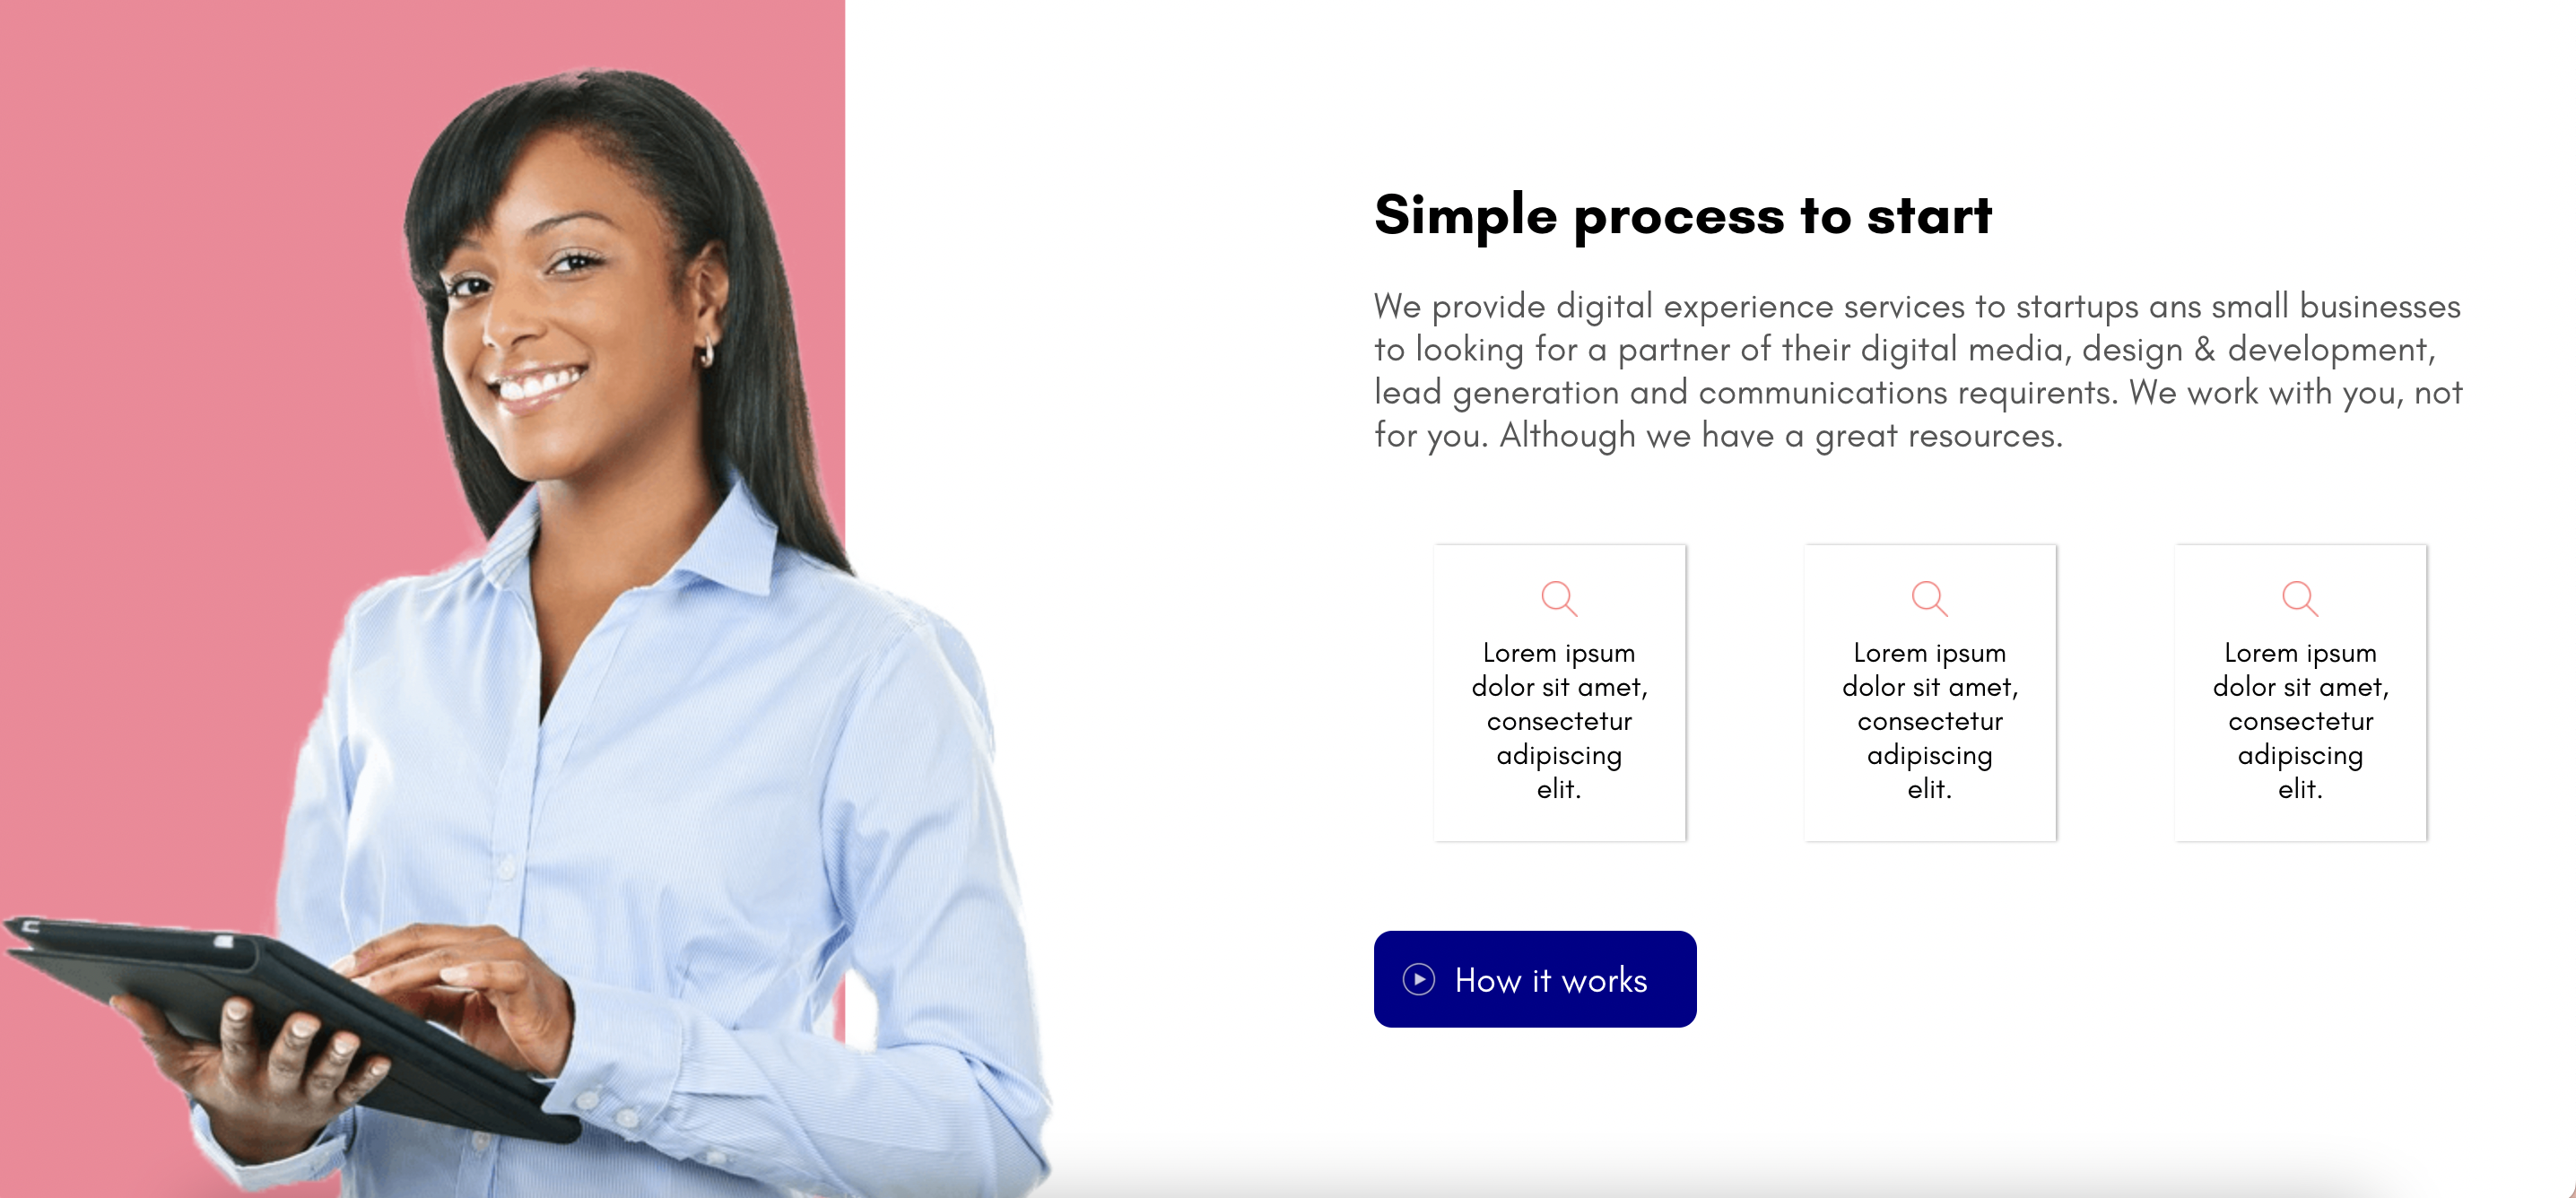 Simple process to start
We provide digital experience services to startups ans small businesses
to looking for a partner of their digital media, design & development,
lead generation and communications requirents. We work with you, not
for you. Although we have a great resources.
Lorem ipsum
dolor sit amet,
consectetur
adipiscing
elit.
Lorem ipsum
dolor sit amet,
consectetur
adipiscing
elit.
Lorem ipsum
dolor sit amet,
consectetur
adipiscing
elit.
How it works